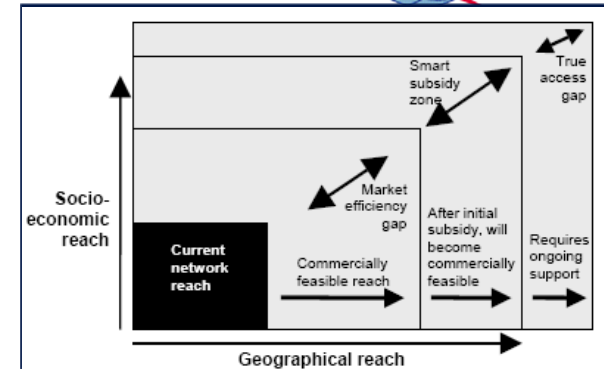 Smart
subsidy
zone
True
access
gap
Market
efficiency
gap
Socio-
economic
reach
Current
network
reach
Commercially
feasible reach
After initial
subsidy, will
become
commercially
feasible
Requires
ongoing
support
Geographical reach